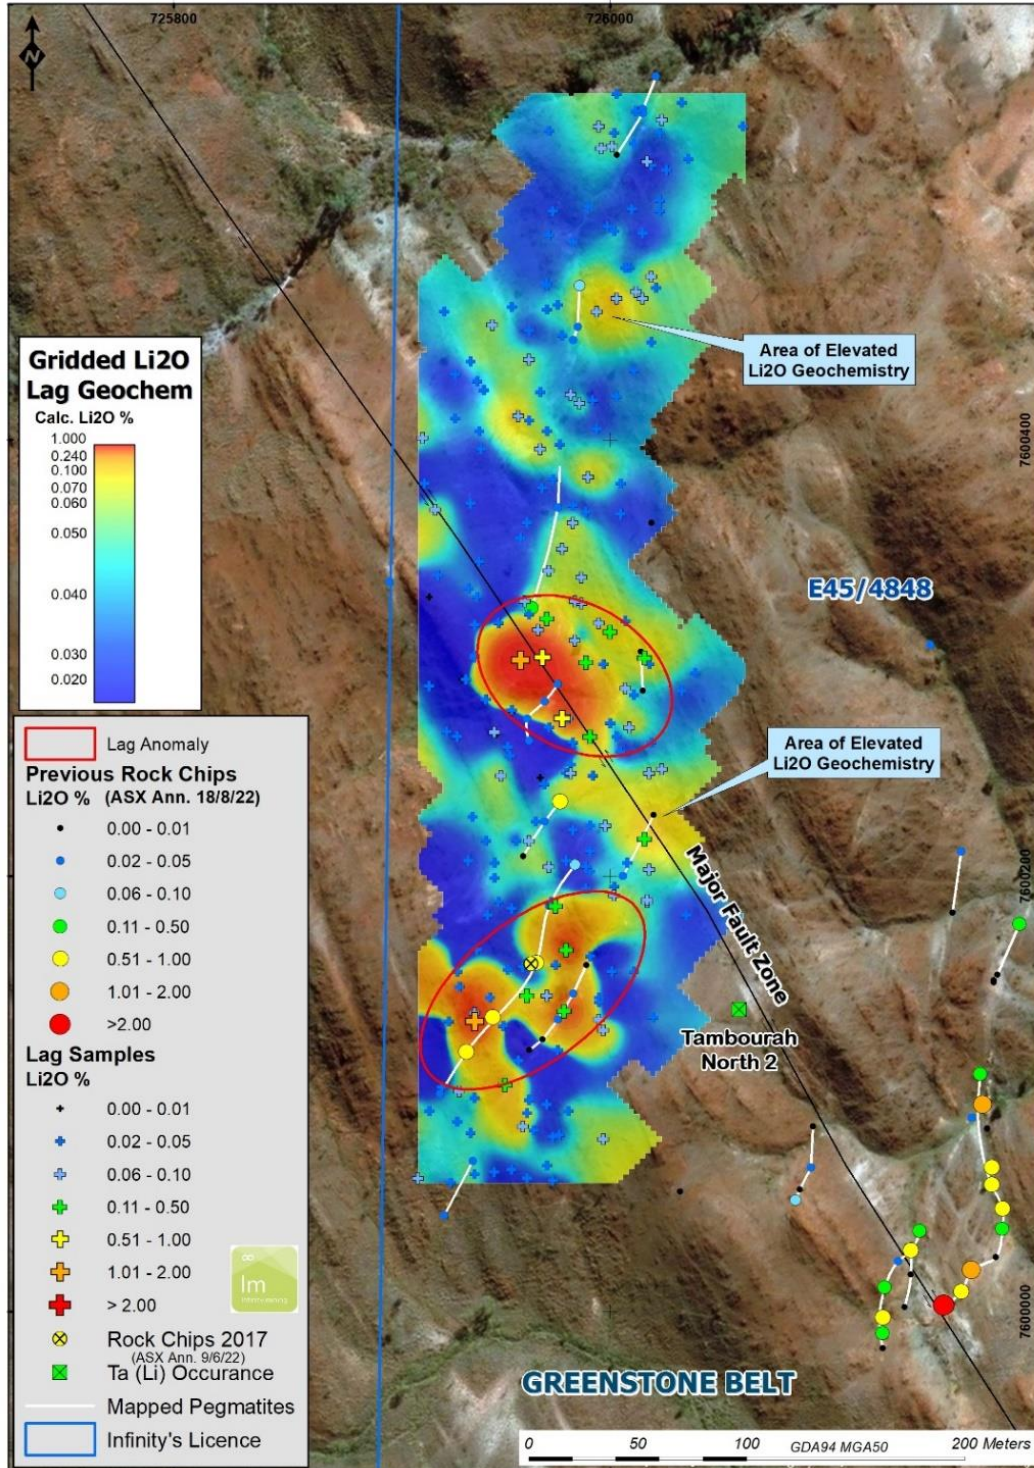 725800
726000
N
Area of Elevated
Li2O Geochemistry
Gridded Li2O
Lag Geochem
Calc. Li2O %
1.000
0.240
0.100
0.070
0.060
0.050
0.040
0.030
0.020
7600400
E45/4848
Area of Elevated
Li2O Geochemistry
Major Fault Zone
7600200
Tambourah
North 2
7600000
GREENSTONE BELT
Lag Anomaly
Previous Rock Chips
Li2O % (ASX Ann. 18/8/22)
0.00 - 0.01
0.02 - 0.05
0.06 - 0.10
0.11 - 0.50
0.51 - 1.00
1.01 - 2.00
>2.00
Lag Samples
Li2O %
0.00 - 0.01
0.02 - 0.05
0.06 - 0.10
0.11 - 0.50
0.51 - 1.00
1.01 - 2.00
> 2.00
Im
Rock Chips 2017
(ASX Ann. 9/6/22)
Ta (Li) Occurance
Mapped Pegmatites
Infinity's Licence
0 50 100 GDA94 MGA50 200 Meters